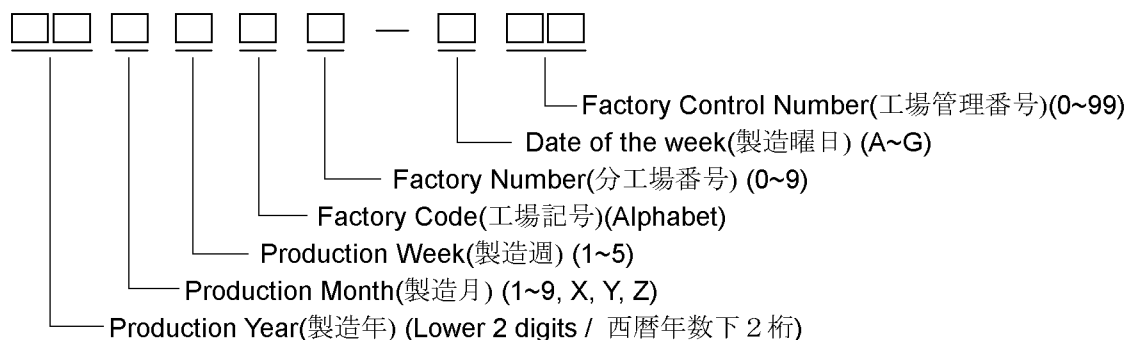 Factory Control Number(工場管理番号)(0~99)
Date of the week(製造曜日) (A~G)
Factory Number(分工場番号) (0~9)
Factory Code(工場記号)(Alphabet)
Production Week(製造週) (1~5)
Production Month(製造月) (1~9, X, Y, Z)
Production Year(製造年) (Lower 2 digits / 西暦年数下２桁)